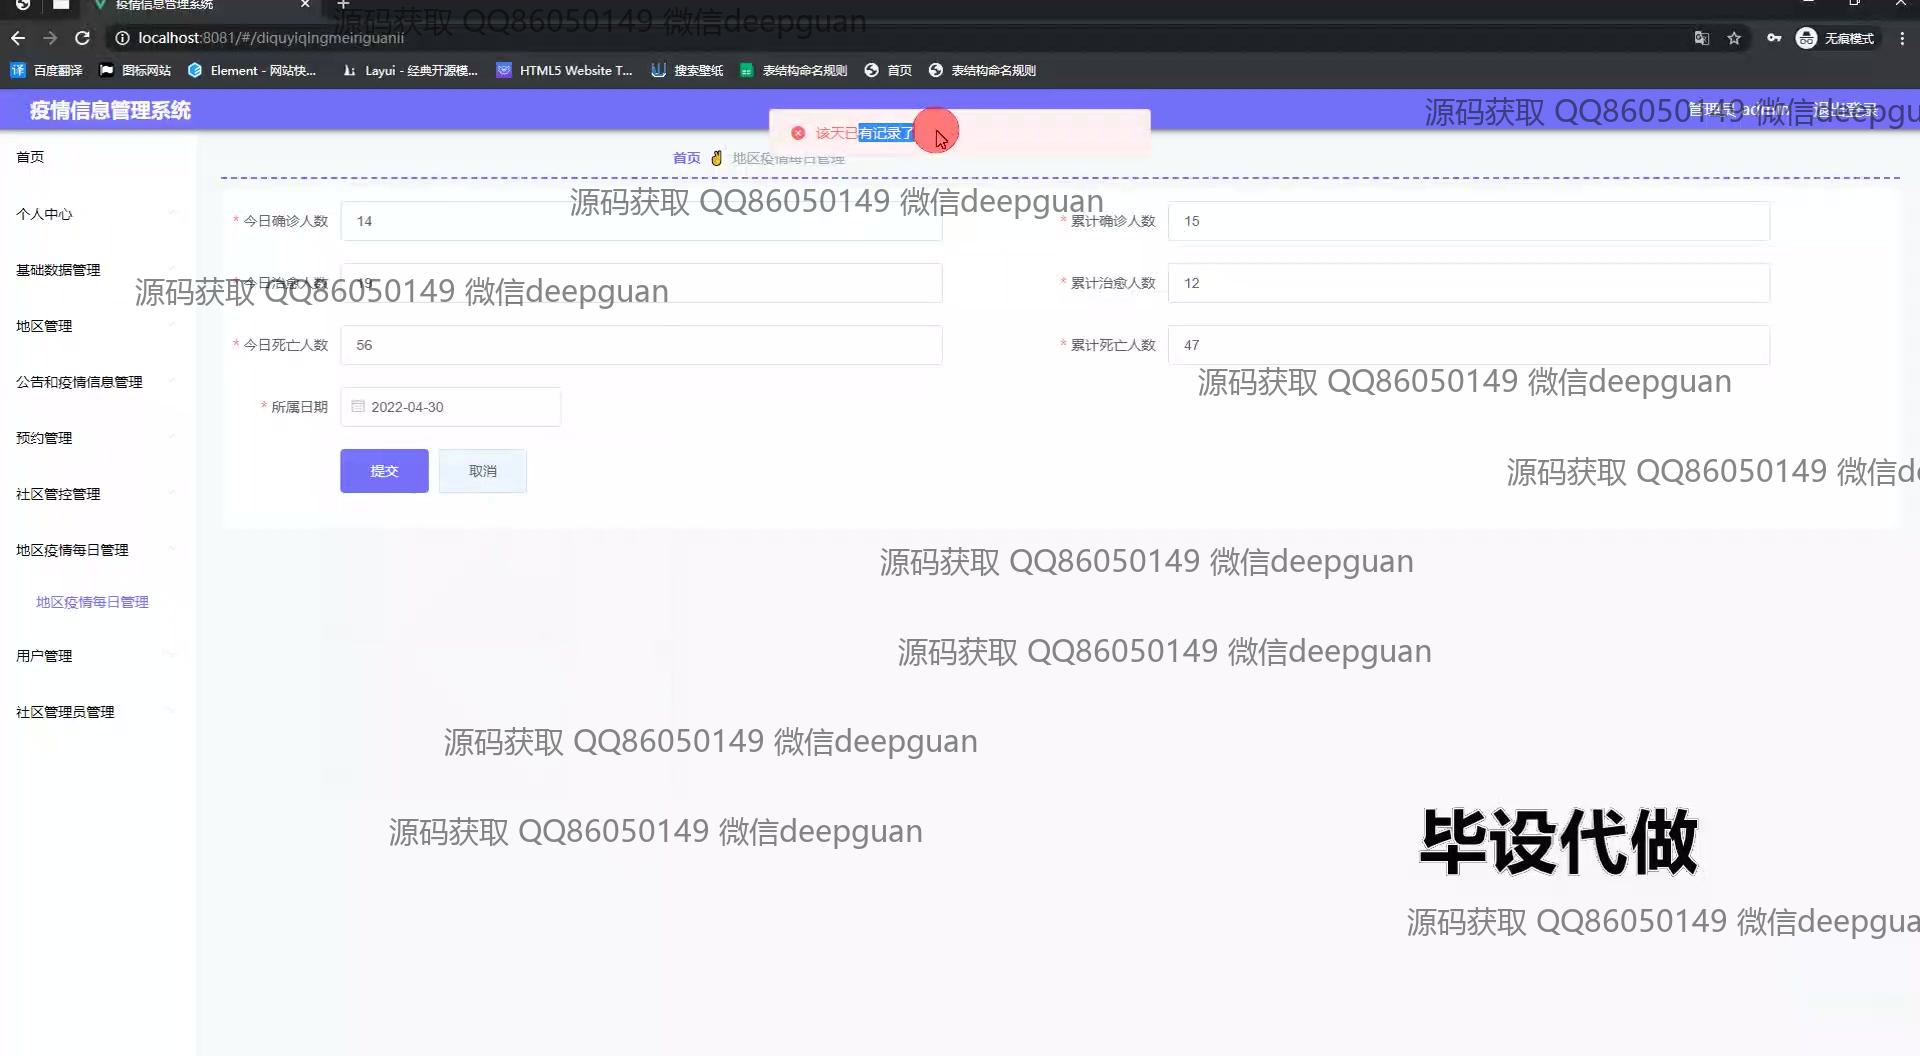 疫情信息管理系统
源码获取 QQ86050149 微信deepguan
localhost:8081/#/diquyiqingmeiriguanli
无痕模式
百度翻译
图标网站
Element - 网站快...
Layui - 经典开源模...
HTML5 Website T...
搜索壁纸
表结构命名规则
首页
表结构命名规则
疫情信息管理系统
该天已有记录了
管理员 admin
退出登录
源码获取 QQ86050149 微信deepgu
首页
首页
地区疫情每日管理
源码获取 QQ86050149 微信deepguan
个人中心
* 今日确诊人数
14
* 累计确诊人数
15
基础数据管理
* 今日治愈人数
19
* 累计治愈人数
12
源码获取 QQ86050149 微信deepguan
地区管理
* 今日死亡人数
56
* 累计死亡人数
47
公告和疫情信息管理
源码获取 QQ86050149 微信deepguan
* 所属日期
2022-04-30
预约管理
提交
取消
源码获取 QQ86050149 微信de
社区管控管理
地区疫情每日管理
源码获取 QQ86050149 微信deepguan
地区疫情每日管理
用户管理
源码获取 QQ86050149 微信deepguan
社区管理员管理
源码获取 QQ86050149 微信deepguan
源码获取 QQ86050149 微信deepguan
毕设代做
源码获取 QQ86050149 微信deepgua